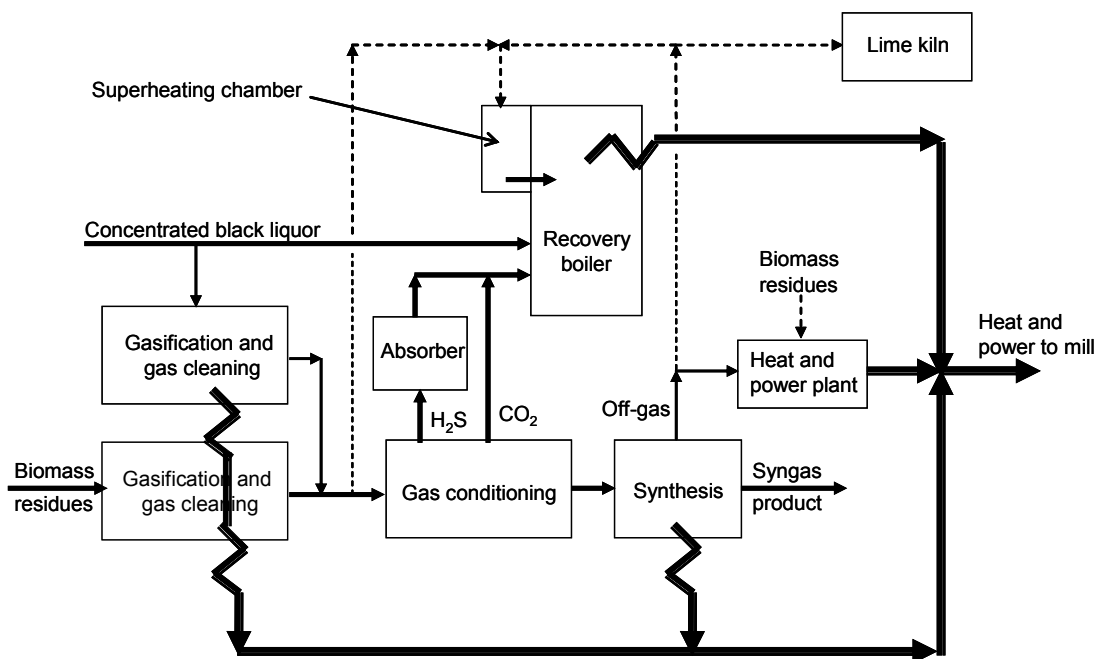 Lime kiln
Superheating chamber
Concentrated black liquor
Recovery
boiler
Biomass
residues
Heat and
power to mill
Gasification and
gas cleaning
Absorber
Heat and
power plant
H₂S
CO₂
Off-gas
Biomass
residues
Gasification and
gas cleaning
Gas conditioning
Synthesis
Syngas
product